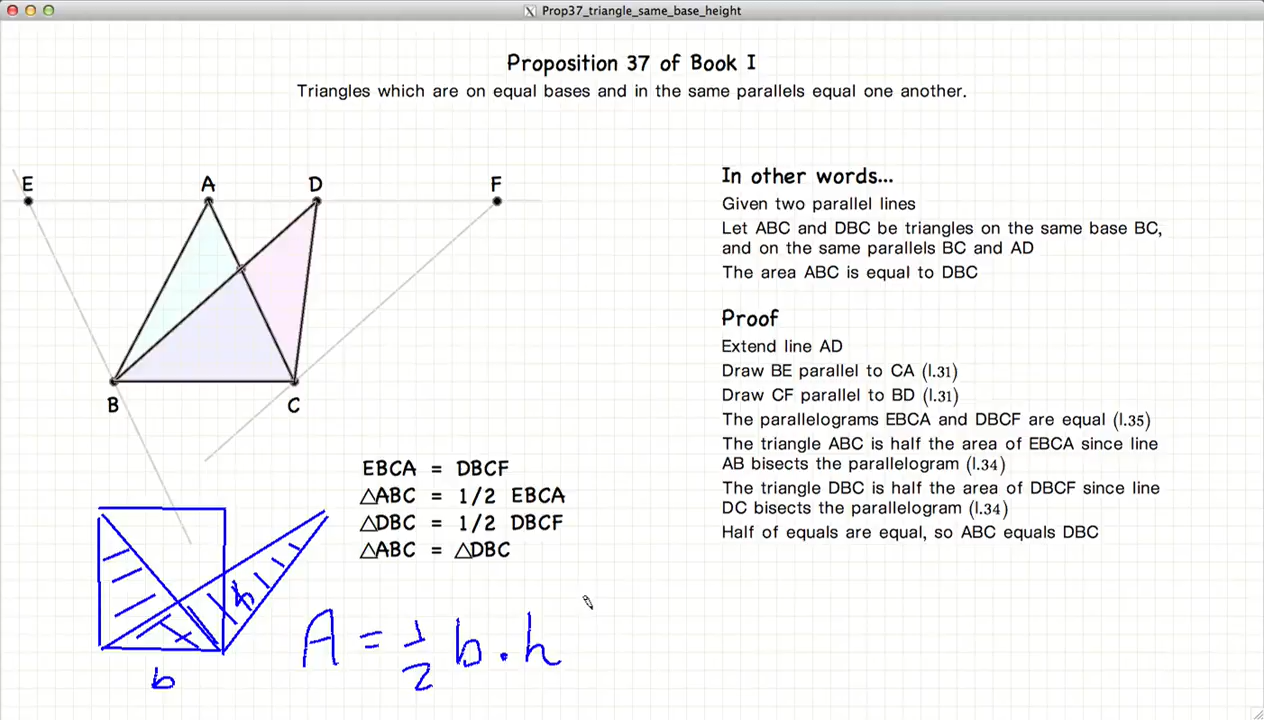 Prop37_triangle_same_base_height
Proposition 37 of Book I
Triangles which are on equal bases and in the same parallels equal one another.
E A D F
B C
In other words...
Given two parallel lines
Let ABC and DBC be triangles on the same base BC,
and on the same parallels BC and AD
The area ABC is equal to DBC
Proof
Extend line AD
Draw BE parallel to CA (I.31)
Draw CF parallel to BD (I.31)
The parallelograms EBCA and DBCF are equal (I.35)
The triangle ABC is half the area of EBCA since line
AB bisects the parallelogram (I.34)
The triangle DBC is half the area of DBCF since line
DC bisects the parallelogram (I.34)
Half of equals are equal, so ABC equals DBC
EBCA = DBCF
△ABC = 1/2 EBCA
△DBC = 1/2 DBCF
△ABC = △DBC
h
b
A = 1/2 b · h